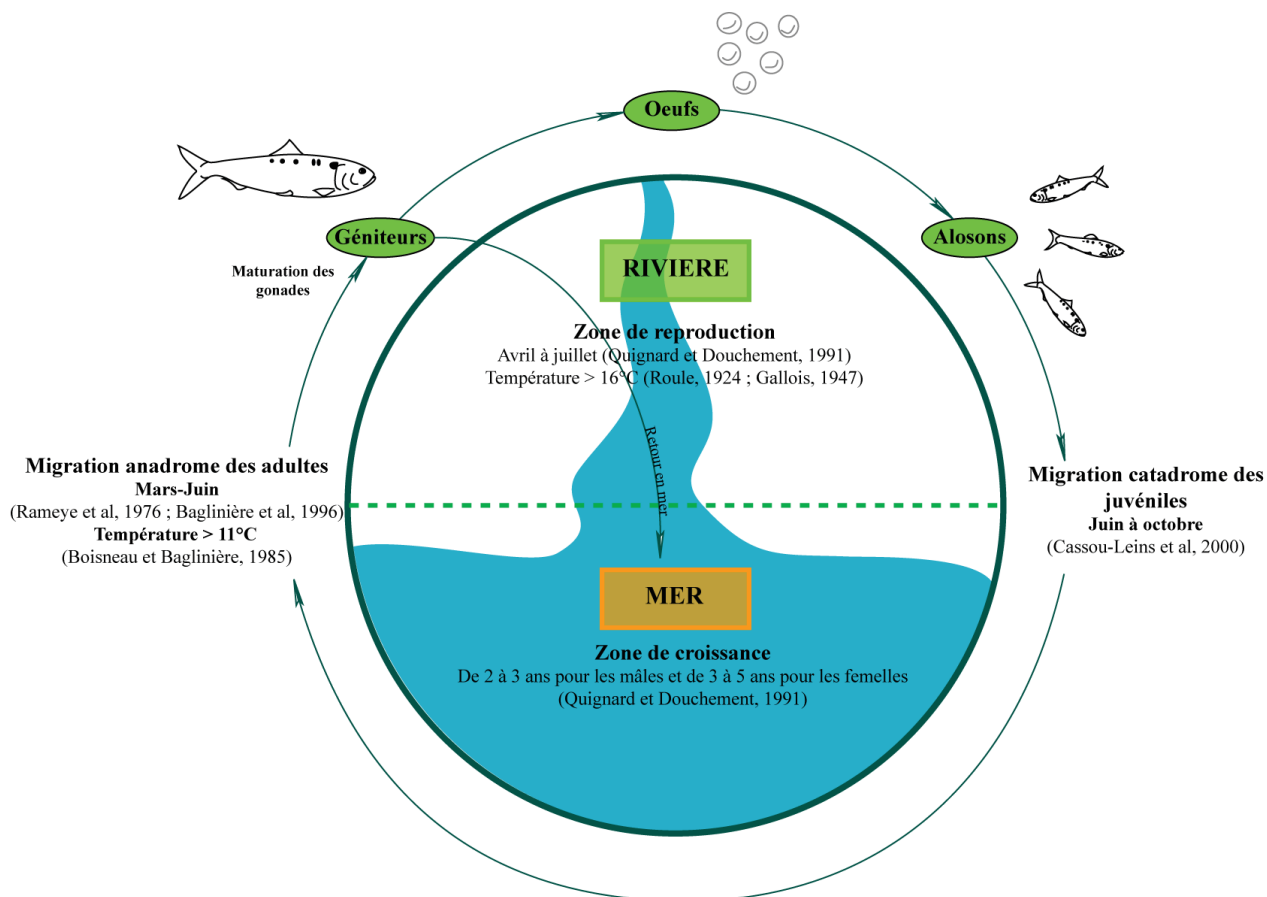 Oeufs
Géniteurs
Alosons
Maturation des
gonades
RIVIERE
Zone de reproduction
Avril à juillet (Quignard et Douchement, 1991)
Température > 16°C (Roule, 1924 ; Gallois, 1947)
Retour en mer
Migration anadrome des adultes
Mars-Juin
(Rameye et al, 1976 ; Baglinière et al, 1996)
Température > 11°C
(Boisneau et Baglinière, 1985)
Migration catadrome des
juvéniles
Juin à octobre
(Cassou-Leins et al, 2000)
MER
Zone de croissance
De 2 à 3 ans pour les mâles et de 3 à 5 ans pour les femelles
(Quignard et Douchement, 1991)